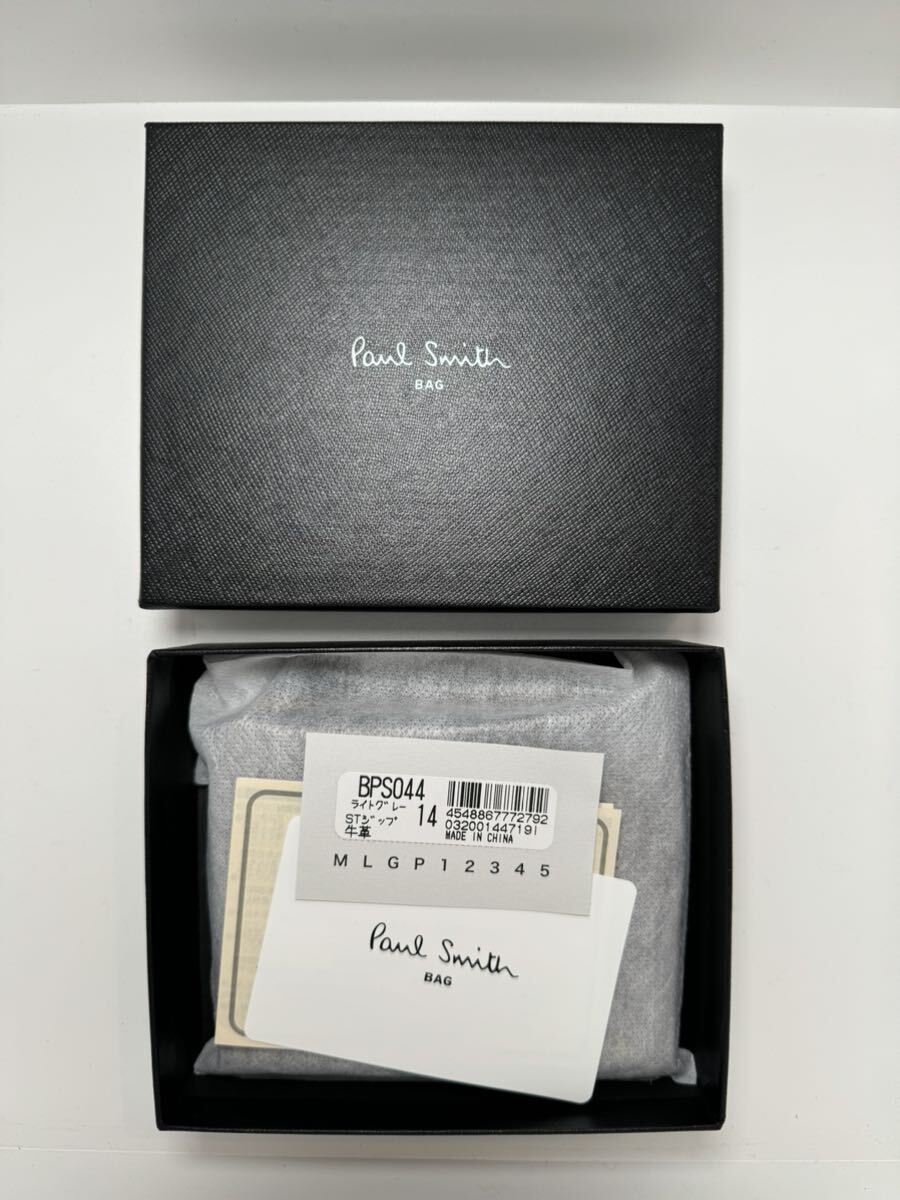 Paul Smith
BAG
BPS044
ライトグレー
STジップ 14
牛革
4548867772792
032001447191
MADE IN CHINA
M L G P 1 2 3 4 5
Paul Smith
BAG